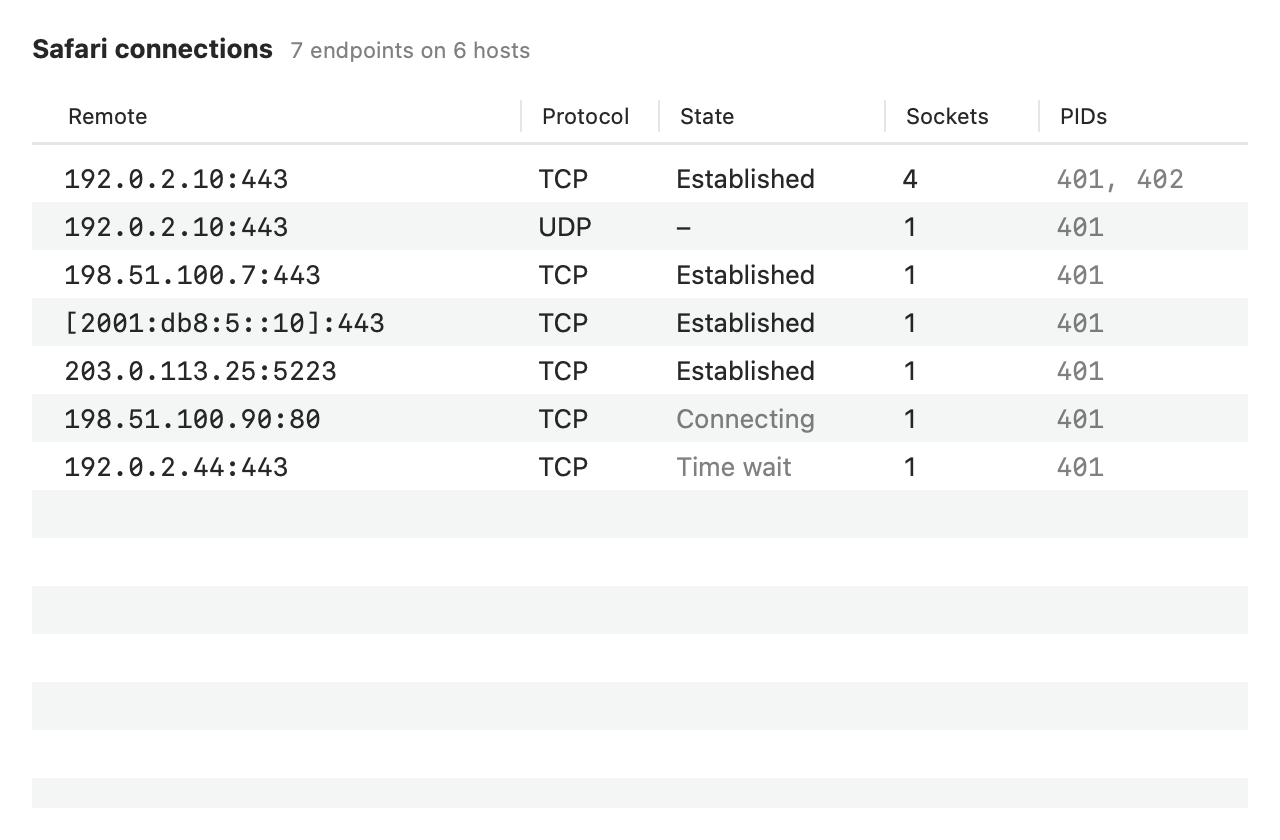 Safari connections 7 endpoints on 6 hosts
Remote Protocol State Sockets PIDs
192.0.2.10:443 TCP Established 4 401, 402
192.0.2.10:443 UDP – 1 401
198.51.100.7:443 TCP Established 1 401
[2001:db8:5::10]:443 TCP Established 1 401
203.0.113.25:5223 TCP Established 1 401
198.51.100.90:80 TCP Connecting 1 401
192.0.2.44:443 TCP Time wait 1 401